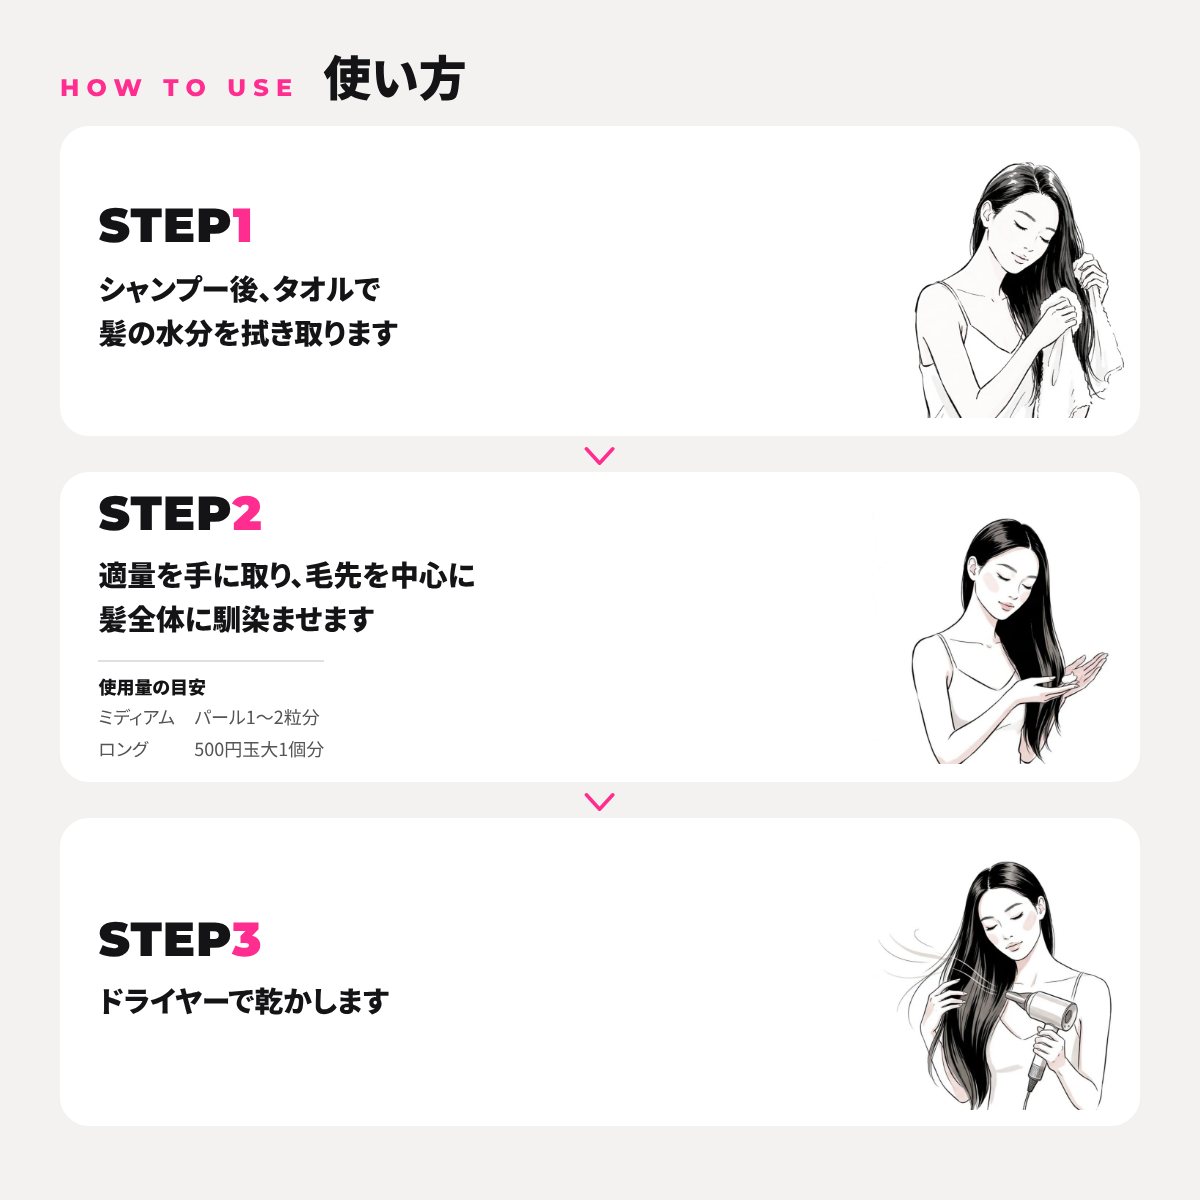 HOW TO USE 使い方
STEP1
シャンプー後、タオルで
髪の水分を拭き取ります
STEP2
適量を手に取り、毛先を中心に
髪全体に馴染ませます
使用量の目安
ミディアム パール1〜2粒分
ロング 500円玉大1個分
STEP3
ドライヤーで乾かします